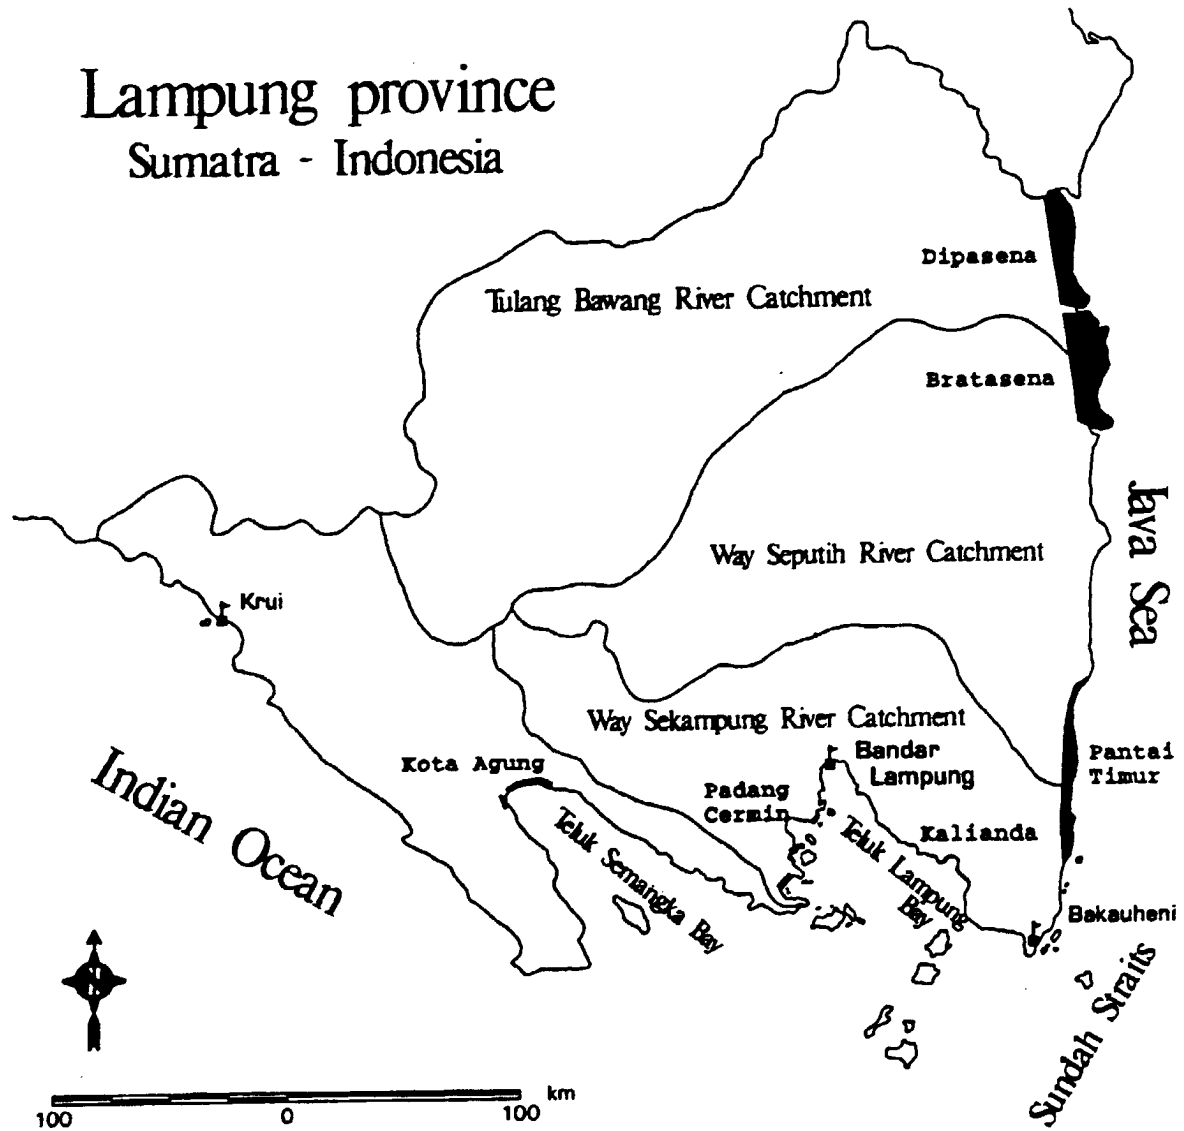 Lampung province
Sumatra - Indonesia
Dipasena
Tulang Bawang River Catchment
Bratasena
Java Sea
Way Seputih River Catchment
Krui
Way Sekampung River Catchment
Kota Agung
Bandar
Lampung
Pantai
Timur
Padang
Cermin
Indian Ocean
Teluk Semangka Bay
Teluk Lampung
Bay
Kalianda
Bakauheni
Sundah Straits
N
km
100 0 100